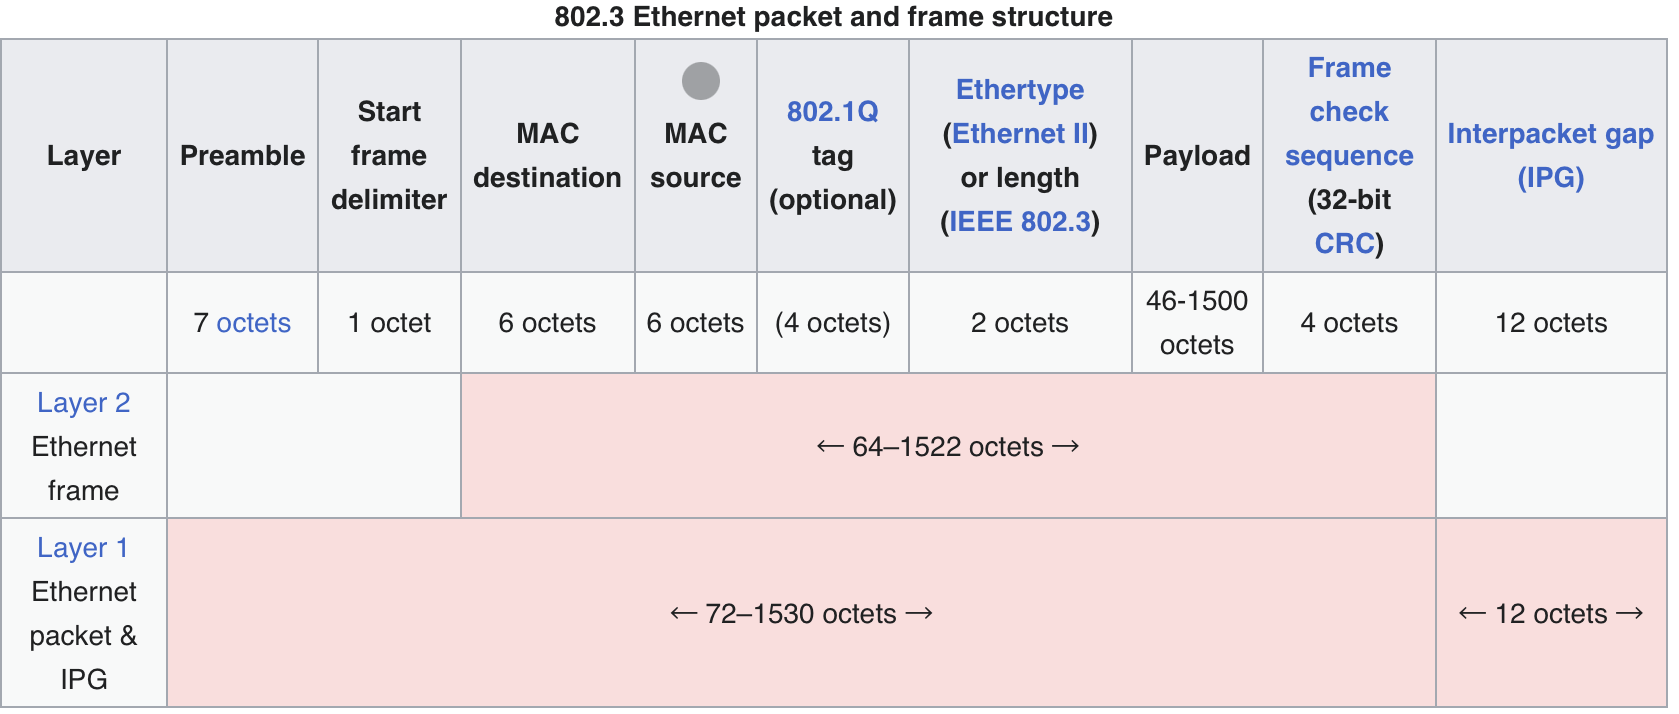 802.3 Ethernet packet and frame structure
Layer
Preamble
Start
frame
delimiter
MAC
destination
MAC
source
802.1Q
tag
(optional)
Ethertype
(Ethernet II)
or length
(IEEE 802.3)
Payload
Frame
check
sequence
(32-bit
CRC)
Interpacket gap
(IPG)
7 octets
1 octet
6 octets
6 octets
(4 octets)
2 octets
46-1500
octets
4 octets
12 octets
Layer 2
Ethernet
frame
← 64–1522 octets →
Layer 1
Ethernet
packet &
IPG
← 72–1530 octets →
← 12 octets →